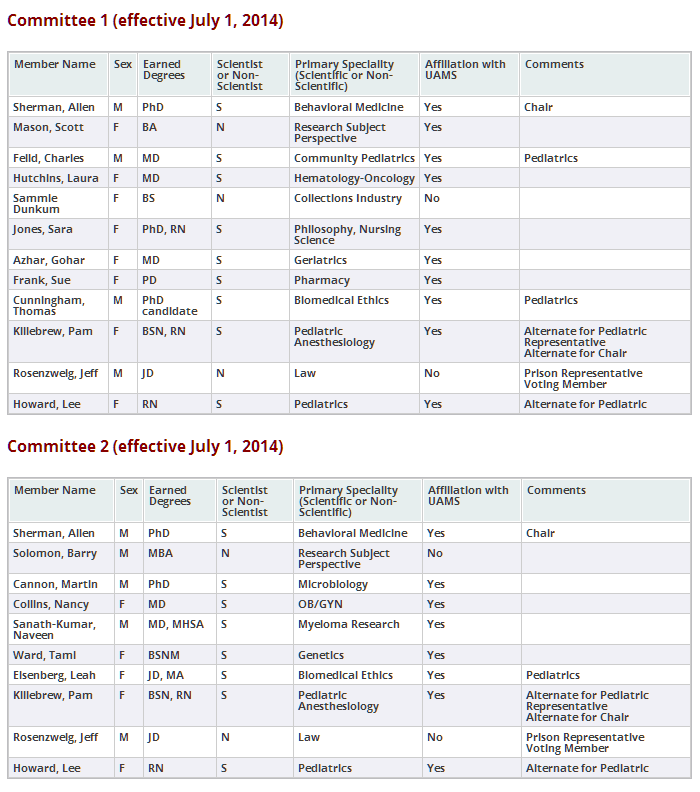 Committee 1 (effective July 1, 2014)
Member Name Sex Earned Degrees Scientist or Non-Scientist Primary Speciality (Scientific or Non-Scientific) Affiliation with UAMS Comments
Sherman, Allen M PhD S Behavioral Medicine Yes Chair
Mason, Scott F BA N Research Subject Perspective Yes
Feild, Charles M MD S Community Pediatrics Yes Pediatrics
Hutchins, Laura F MD S Hematology-Oncology Yes
Sammie Dunkum F BS N Collections Industry No
Jones, Sara F PhD, RN S Philosophy, Nursing Science Yes
Azhar, Gohar F MD S Geriatrics Yes
Frank, Sue F PD S Pharmacy Yes
Cunningham, Thomas M PhD candidate S Biomedical Ethics Yes Pediatrics
Killebrew, Pam F BSN, RN S Pediatric Anesthesiology Yes Alternate for Pediatric Representative Alternate for Chair
Rosenzweig, Jeff M JD N Law No Prison Representative Voting Member
Howard, Lee F RN S Pediatrics Yes Alternate for Pediatric
Committee 2 (effective July 1, 2014)
Member Name Sex Earned Degrees Scientist or Non-Scientist Primary Speciality (Scientific or Non-Scientific) Affiliation with UAMS Comments
Sherman, Allen M PhD S Behavioral Medicine Yes Chair
Solomon, Barry M MBA N Research Subject Perspective No
Cannon, Martin M PhD S Microbiology Yes
Collins, Nancy F MD S OB/GYN Yes
Sanath-Kumar, Naveen M MD, MHSA S Myeloma Research Yes
Ward, Tami F BSNM S Genetics Yes
Eisenberg, Leah F JD, MA S Biomedical Ethics Yes Pediatrics
Killebrew, Pam F BSN, RN S Pediatric Anesthesiology Yes Alternate for Pediatric Representative Alternate for Chair
Rosenzweig, Jeff M JD N Law No Prison Representative Voting Member
Howard, Lee F RN S Pediatrics Yes Alternate for Pediatric